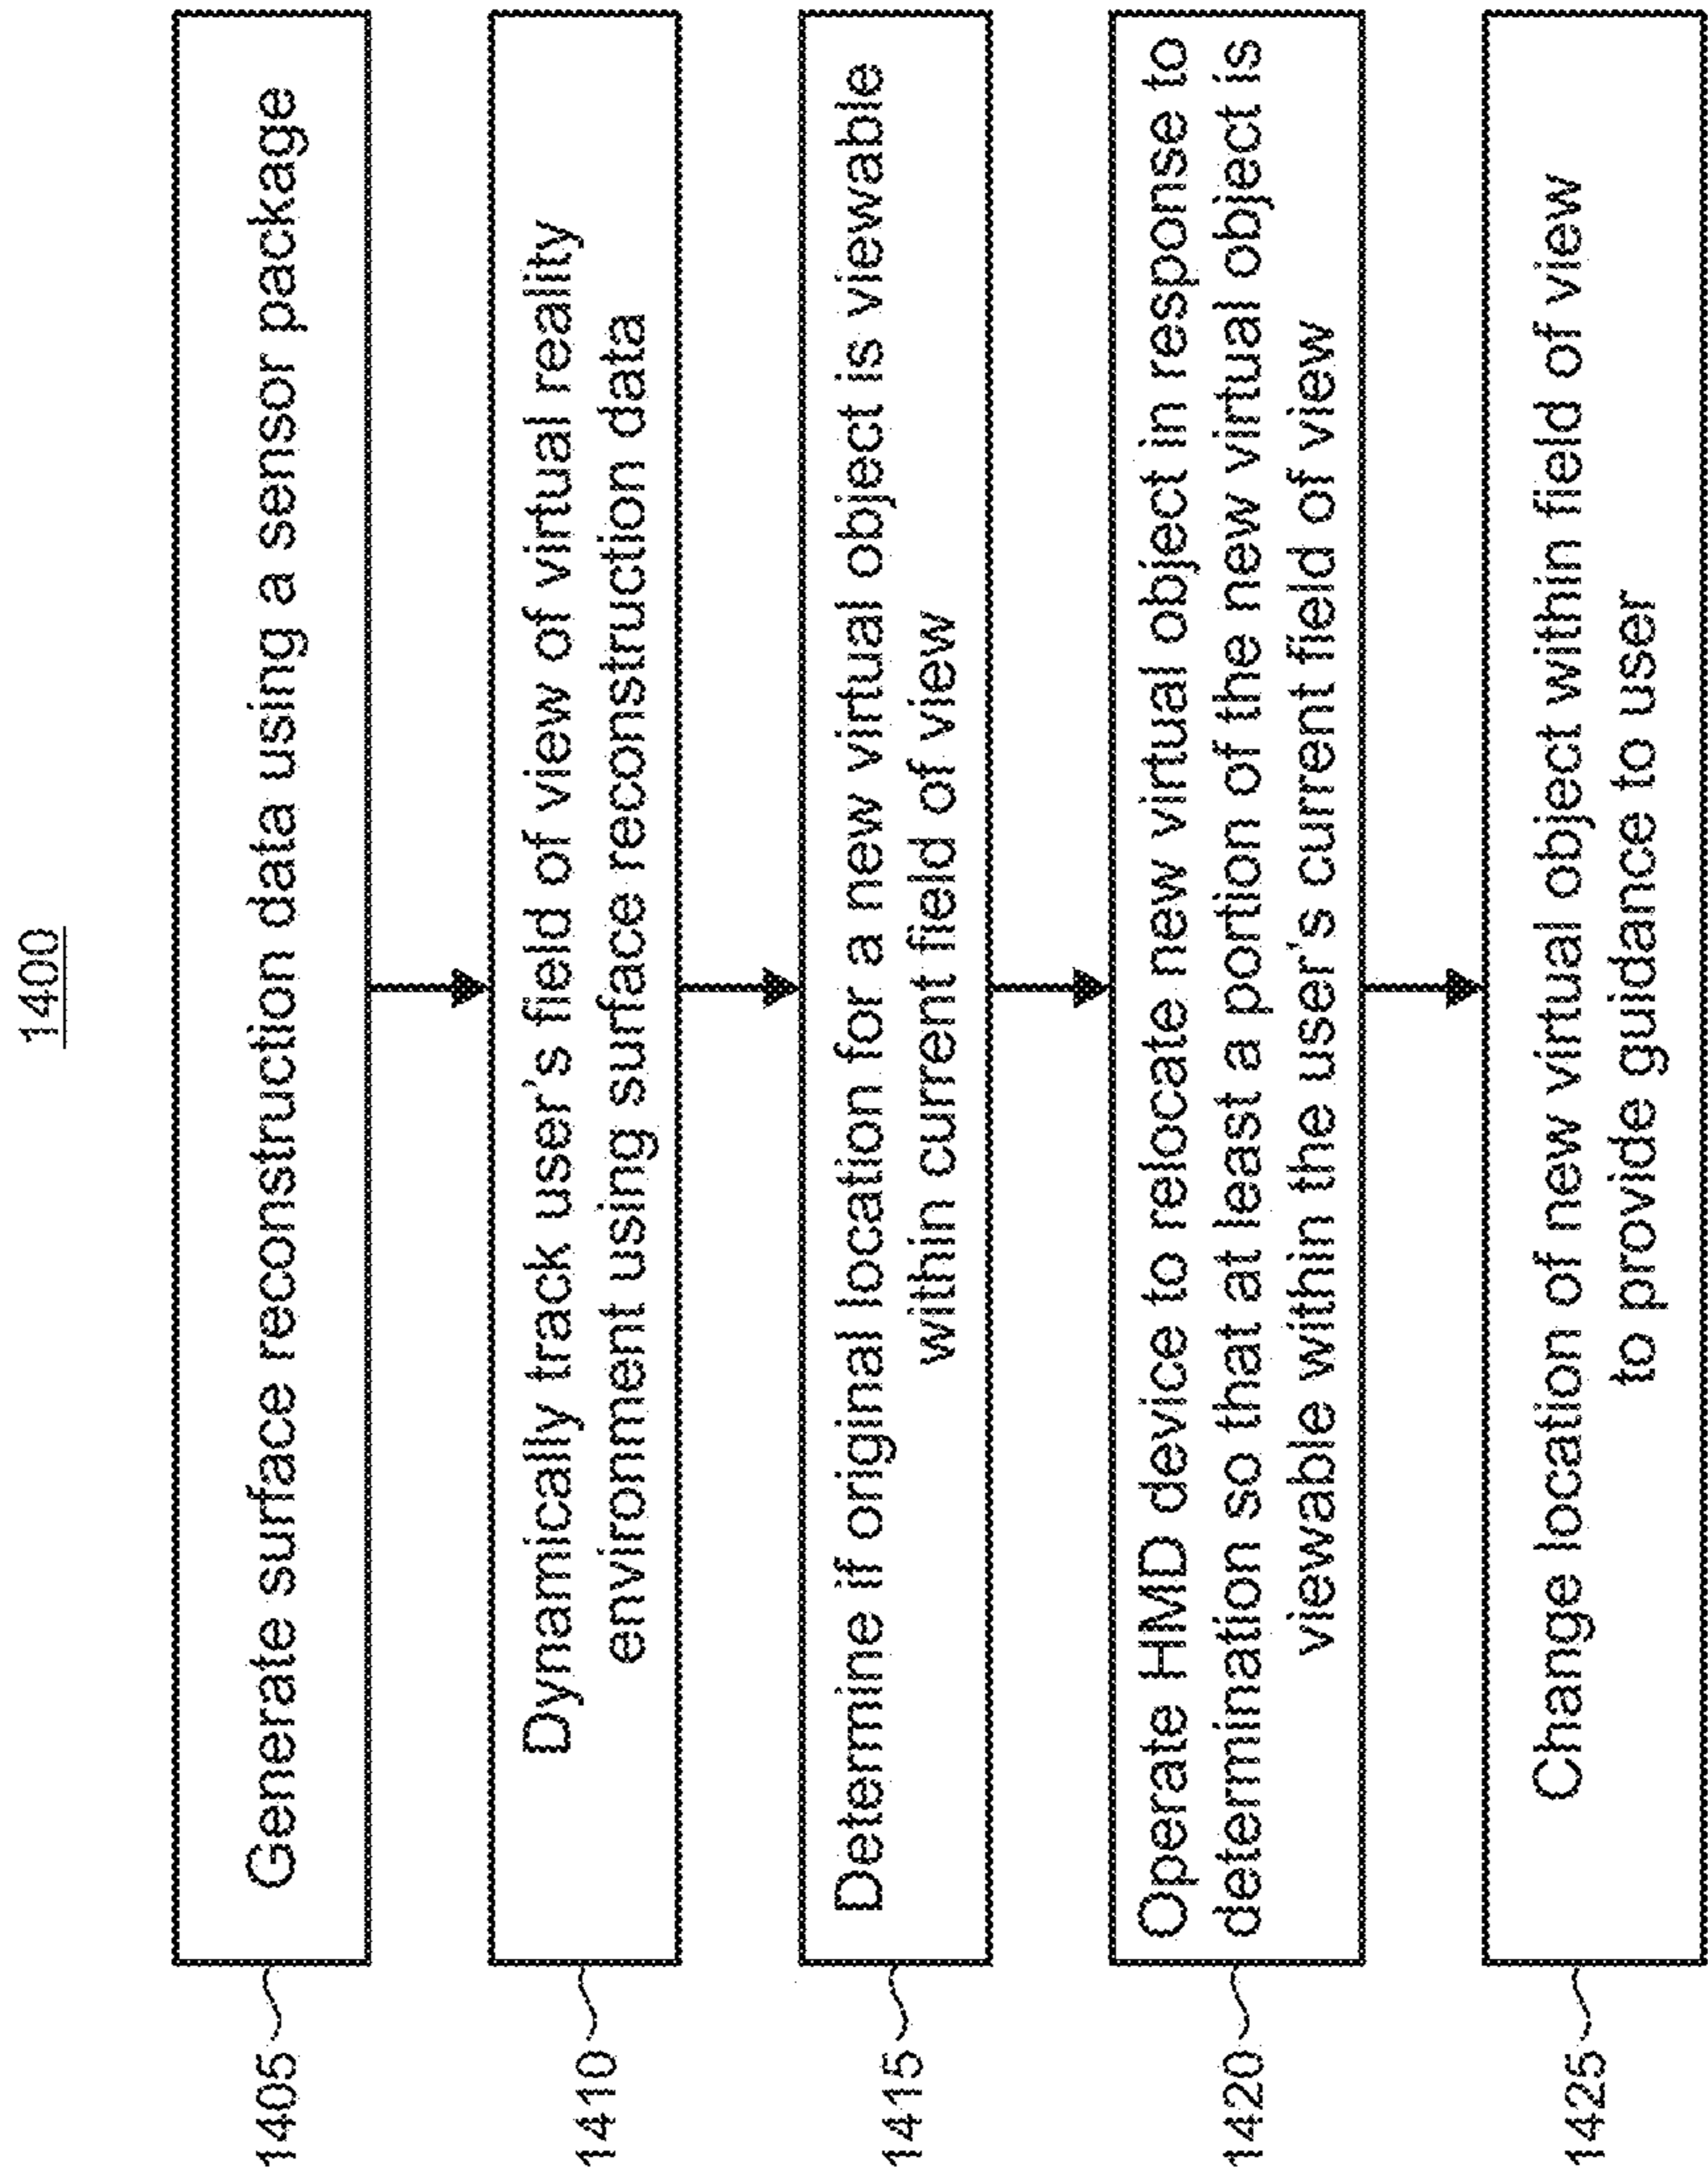 1400
1405
Generate surface reconstruction data using a sensor package
1410
Dynamically track user's field of view of virtual reality
environment using surface reconstruction data
1415
Determine if original location for a new virtual object is viewable
within current field of view
1420
Operate HMD device to relocate new virtual object in response to
determination so that at least a portion of the new virtual object is
viewable within the user's current field of view
1425
Change location of new virtual object within field of view
to provide guidance to user